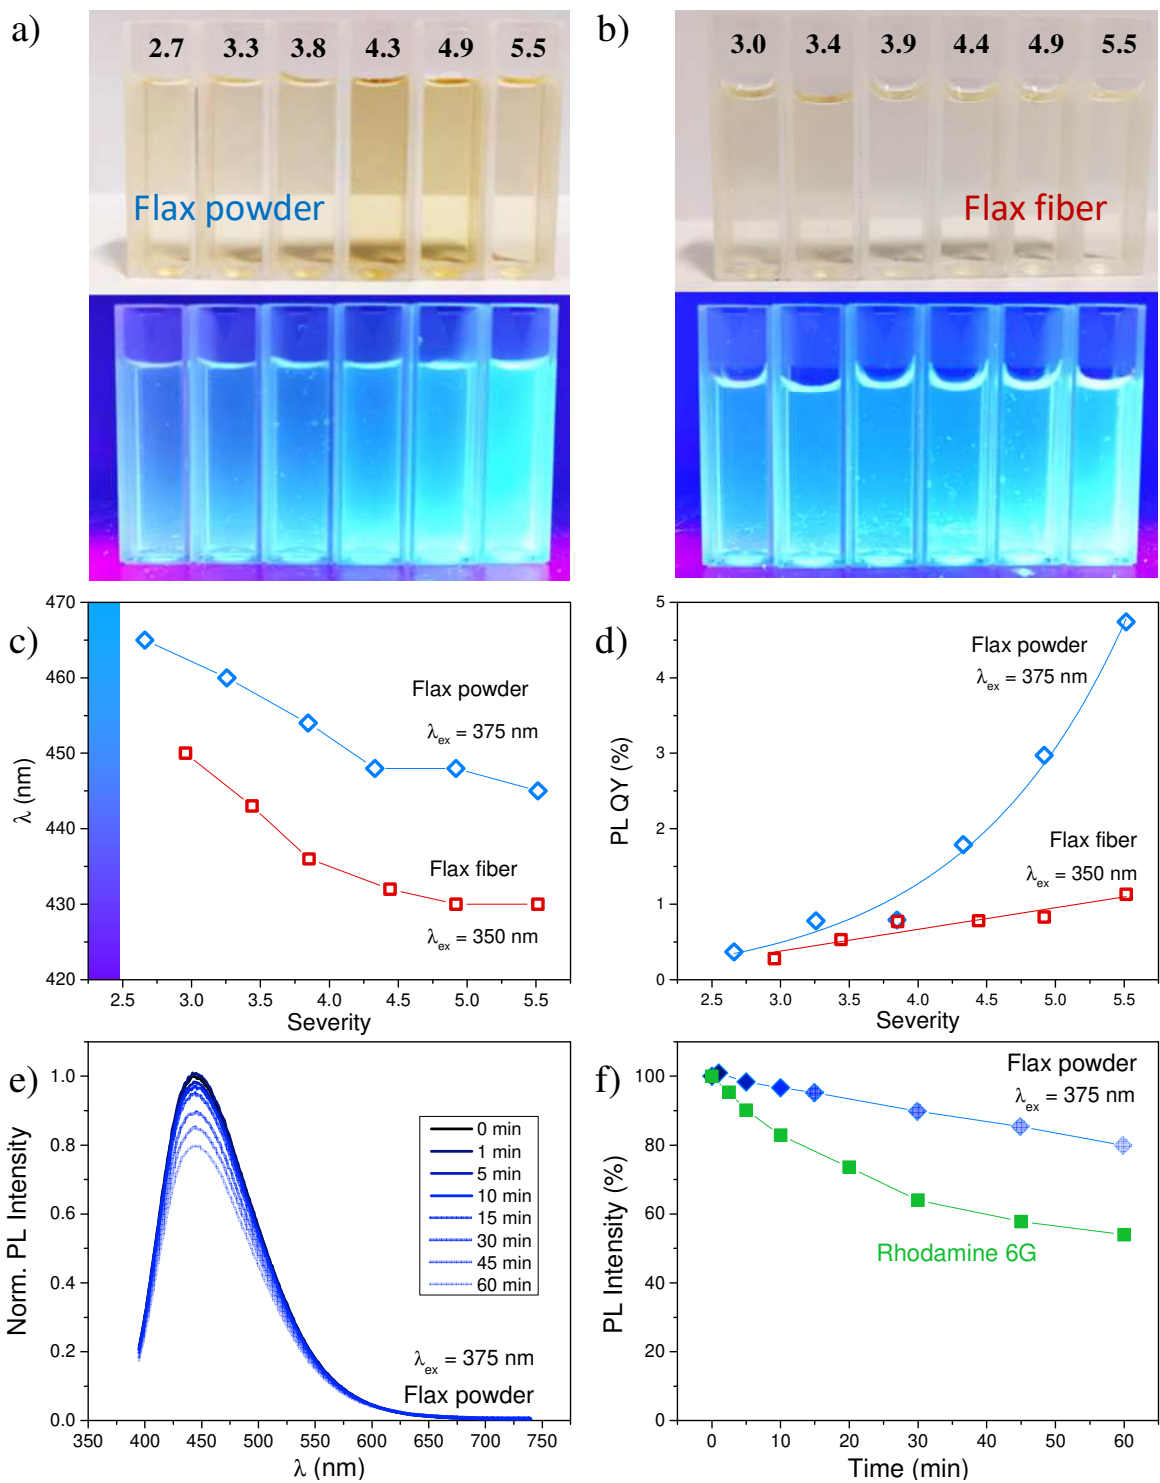 a)
2.7 3.3 3.8 4.3 4.9 5.5
Flax powder
b)
3.0 3.4 3.9 4.4 4.9 5.5
Flax fiber
c)
470
460
450
440
430
420
λ (nm)
Flax powder
λex = 375 nm
Flax fiber
λex = 350 nm
2.5 3.0 3.5 4.0 4.5 5.0 5.5
Severity
d)
5
4
3
2
1
0
PL QY (%)
Flax powder
λex = 375 nm
Flax fiber
λex = 350 nm
2.5 3.0 3.5 4.0 4.5 5.0 5.5
Severity
e)
1.0
0.8
0.6
0.4
0.2
0.0
Norm. PL Intensity
0 min
1 min
5 min
10 min
15 min
30 min
45 min
60 min
λex = 375 nm
Flax powder
350 400 450 500 550 600 650 700 750
λ (nm)
f)
100
80
60
40
20
0
PL Intensity (%)
Flax powder
λex = 375 nm
Rhodamine 6G
0 10 20 30 40 50 60
Time (min)